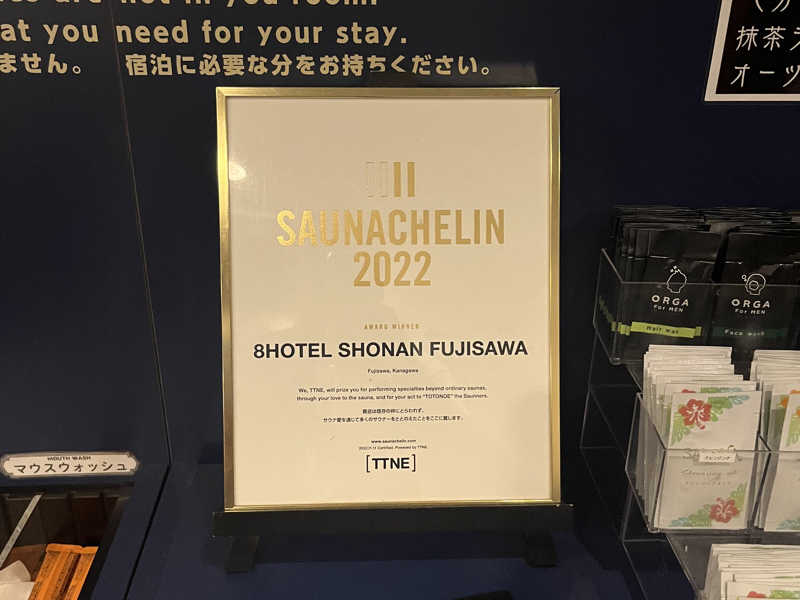 at you need for your stay.
ません。 宿泊に必要な分をお持ちください。
抹茶
オーツ
SAUNACHELIN
2022
AWARD WINNER
8HOTEL SHONAN FUJISAWA
Fujisawa, Kanagawa
We, TTNE, will prize you for performing specialties beyond ordinary saunas,
through your love to the sauna, and for your act to "TOTONOE" the Sauners.
貴店は既存の枠にとらわれず、
サウナ愛を通じて多くのサウナーをととのえたことをここに賞します。
www.saunachelin.com
[TTNE]
ORGA
For MEN
ORGA
For MEN
Face wash
MOUTH WASH
マウスウォッシュ
クレンジング